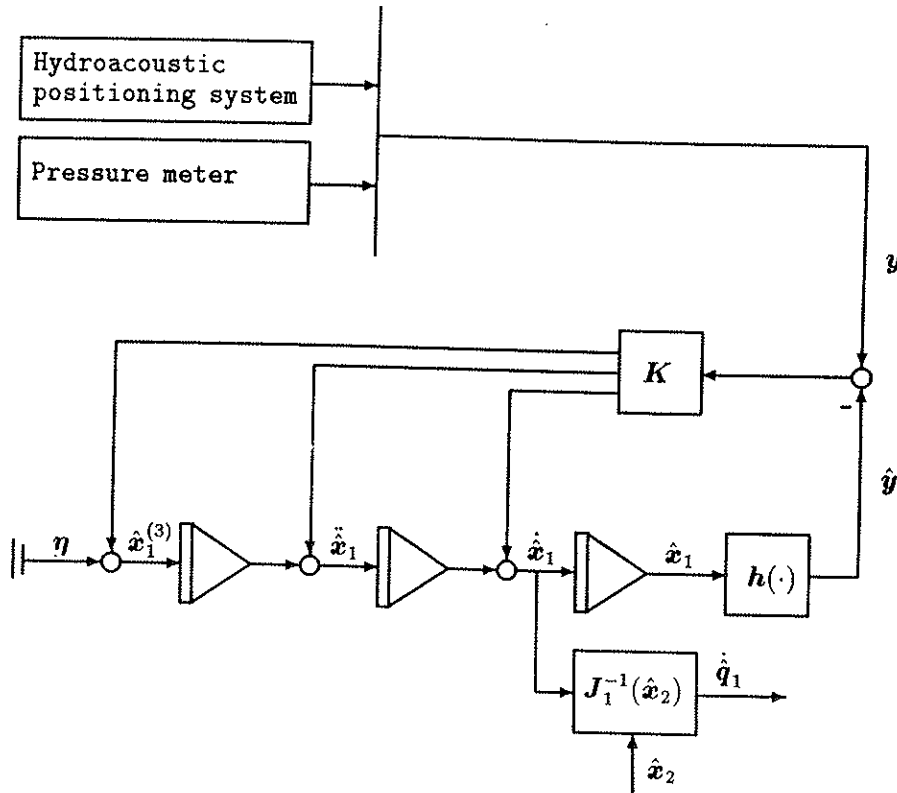 Hydroacoustic
positioning system
Pressure meter
y
K
-
ŷ
η x̂₁⁽³⁾ ẍ̂₁ ẋ̂₁ x̂₁ h(·)
J₁⁻¹(x̂₂) q̂̇₁
x̂₂